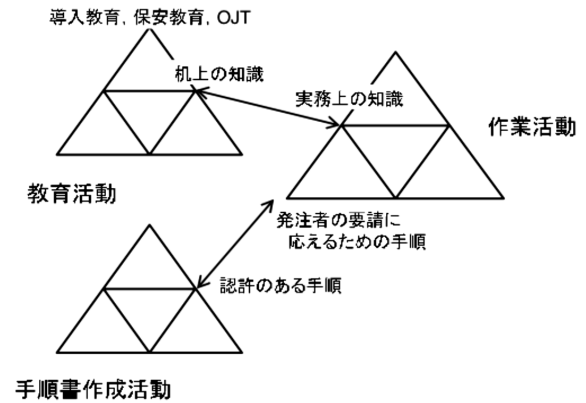 導入教育, 保安教育, OJT
机上の知識
実務上の知識
作業活動
教育活動
発注者の要請に
応えるための手順
認許のある手順
手順書作成活動